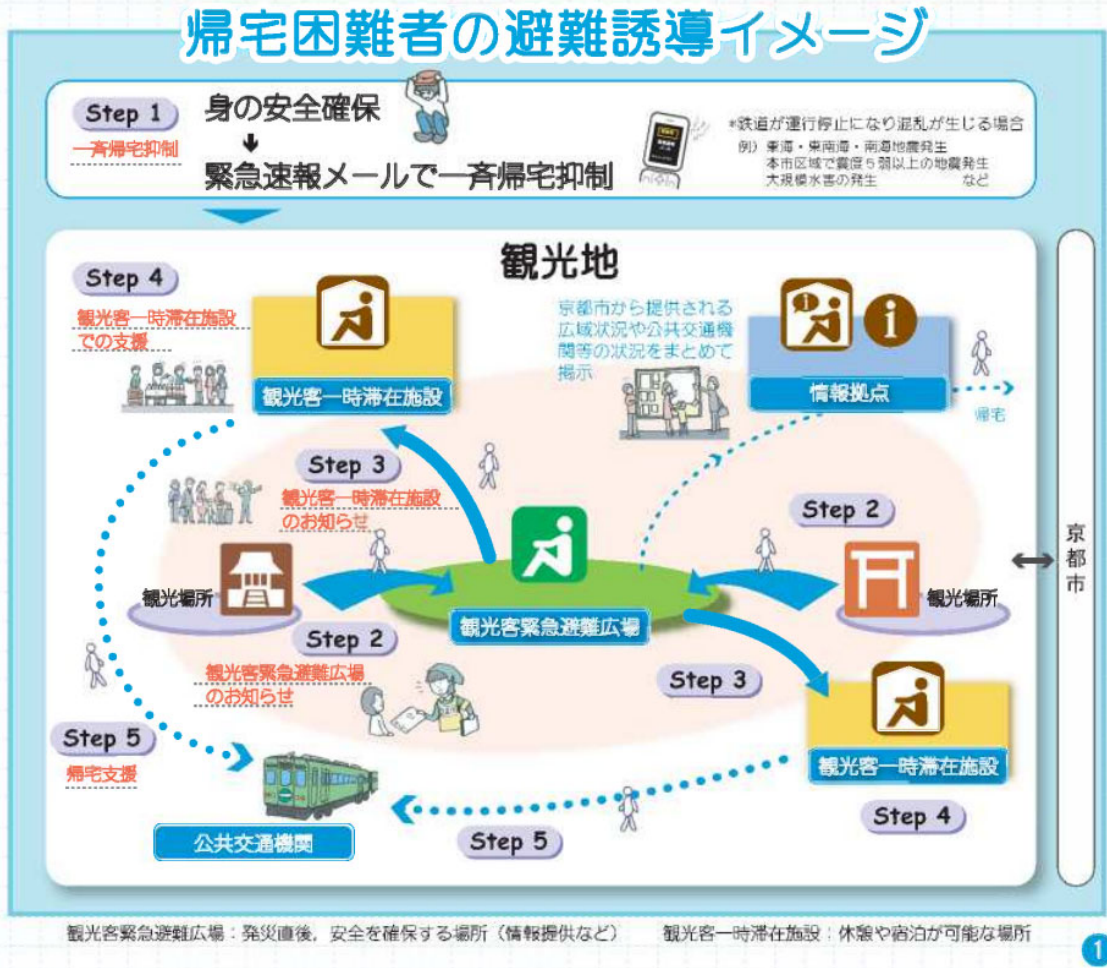 帰宅困難者の避難誘導イメージ
Step 1
一斉帰宅抑制
身の安全確保
緊急速報メールで一斉帰宅抑制
*鉄道が運行停止になり混乱が生じる場合
例）東海・東南海・南海地震発生
本市区域で震度５弱以上の地震発生
大規模水害の発生 など
観光地
Step 4
観光客一時滞在施設
での支援
観光客一時滞在施設
京都市から提供される
広域状況や公共交通機
関等の状況をまとめて
掲示
情報拠点
帰宅
Step 3
観光客一時滞在施設
のお知らせ
Step 2
京都市
観光場所
観光客緊急避難広場
観光場所
Step 2
観光客緊急避難広場
のお知らせ
Step 3
観光客一時滞在施設
Step 4
Step 5
帰宅支援
公共交通機関
Step 5
観光客緊急避難広場：発災直後，安全を確保する場所（情報提供など）
観光客一時滞在施設：休憩や宿泊が可能な場所
1